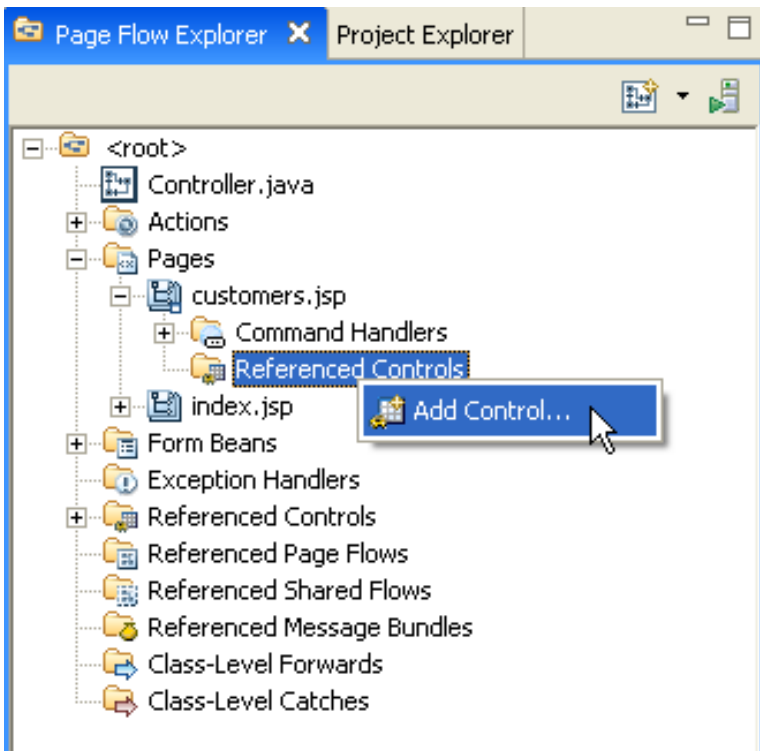 Page Flow Explorer Project Explorer
<root>
Controller.java
Actions
Pages
customers.jsp
Command Handlers
Referenced Controls
index.jsp
Add Control...
Form Beans
Exception Handlers
Referenced Controls
Referenced Page Flows
Referenced Shared Flows
Referenced Message Bundles
Class-Level Forwards
Class-Level Catches